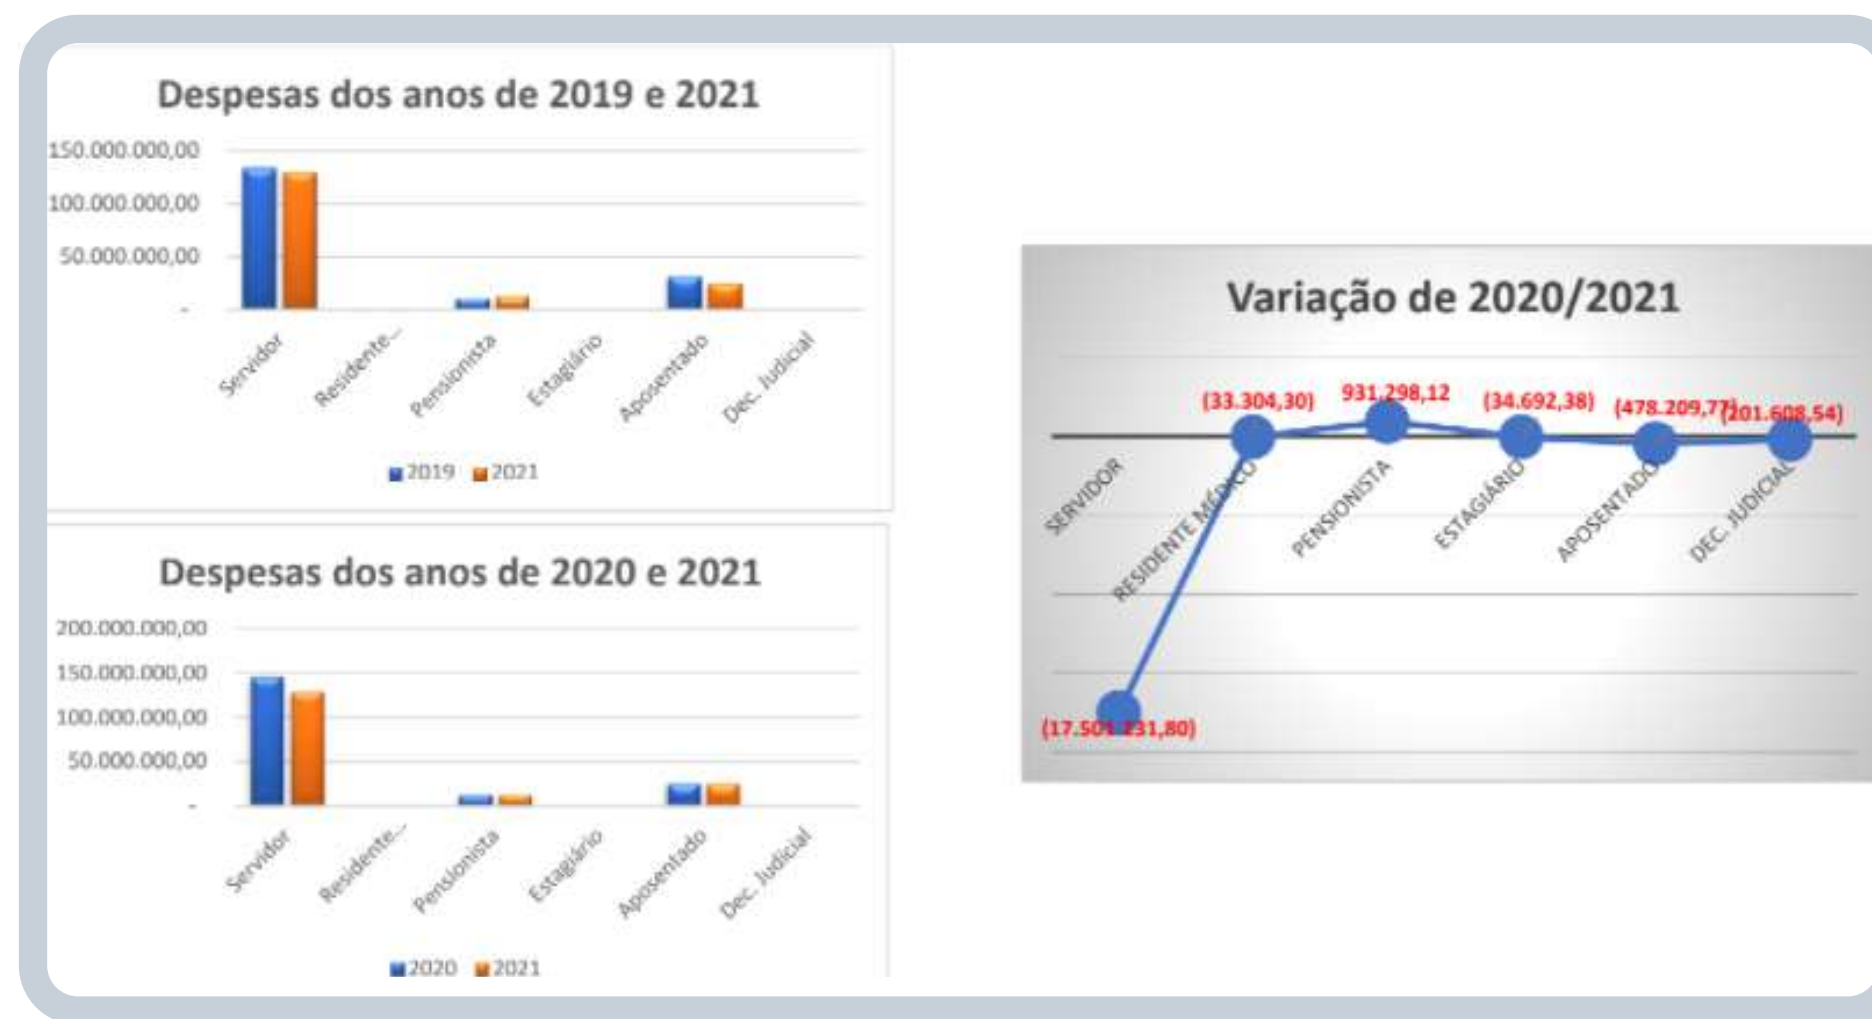 Despesas dos anos de 2019 e 2021
150.000.000,00
100.000.000,00
50.000.000,00
-
Servidor
Residente...
Pensionista
Estagiário
Aposentado
Dec. Judicial
2019 2021
Despesas dos anos de 2020 e 2021
200.000.000,00
150.000.000,00
100.000.000,00
50.000.000,00
-
Servidor
Residente...
Pensionista
Estagiário
Aposentado
Dec. Judicial
2020 2021
Variação de 2020/2021
(33.304,30) 931.298,12 (34.692,38) (478.209,77) (201.608,54)
SERVIDOR
RESIDENTE MÉDICO
PENSIONISTA
ESTAGIÁRIO
APOSENTADO
DEC. JUDICIAL